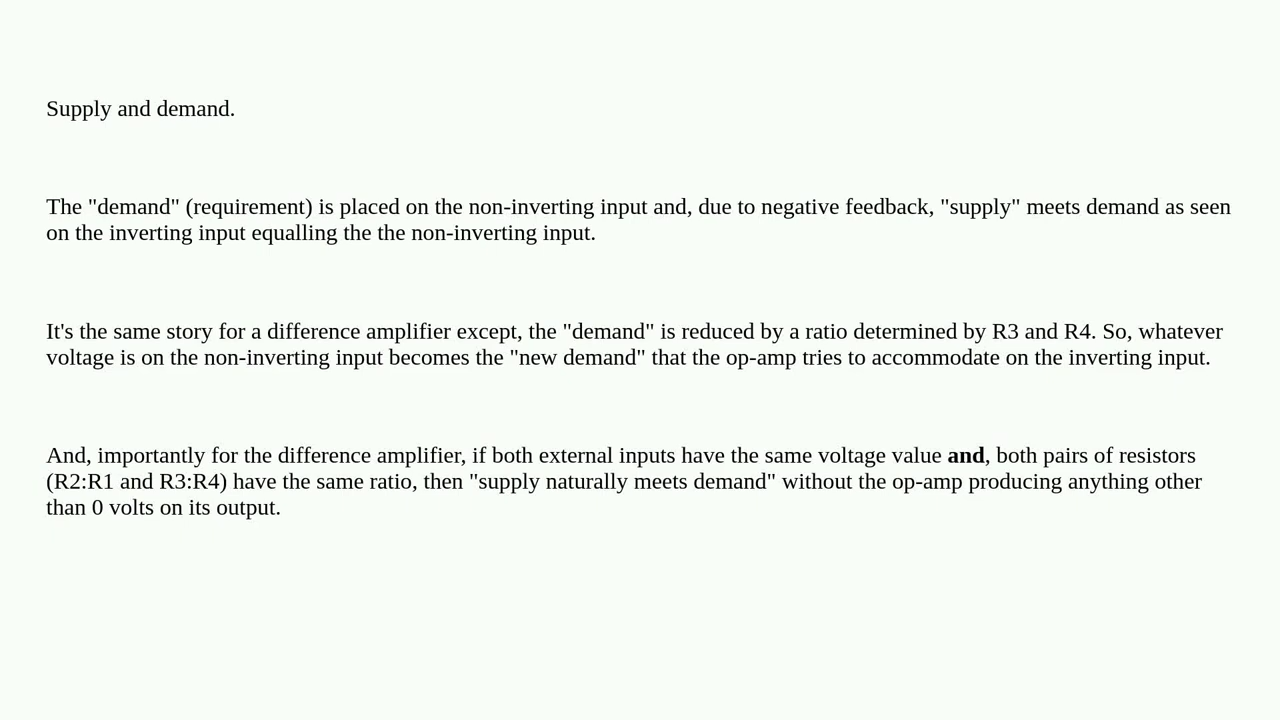 Supply and demand.
The "demand" (requirement) is placed on the non-inverting input and, due to negative feedback, "supply" meets demand as seen
on the inverting input equalling the the non-inverting input.
It's the same story for a difference amplifier except, the "demand" is reduced by a ratio determined by R3 and R4. So, whatever
voltage is on the non-inverting input becomes the "new demand" that the op-amp tries to accommodate on the inverting input.
And, importantly for the difference amplifier, if both external inputs have the same voltage value and, both pairs of resistors
(R2:R1 and R3:R4) have the same ratio, then "supply naturally meets demand" without the op-amp producing anything other
than 0 volts on its output.